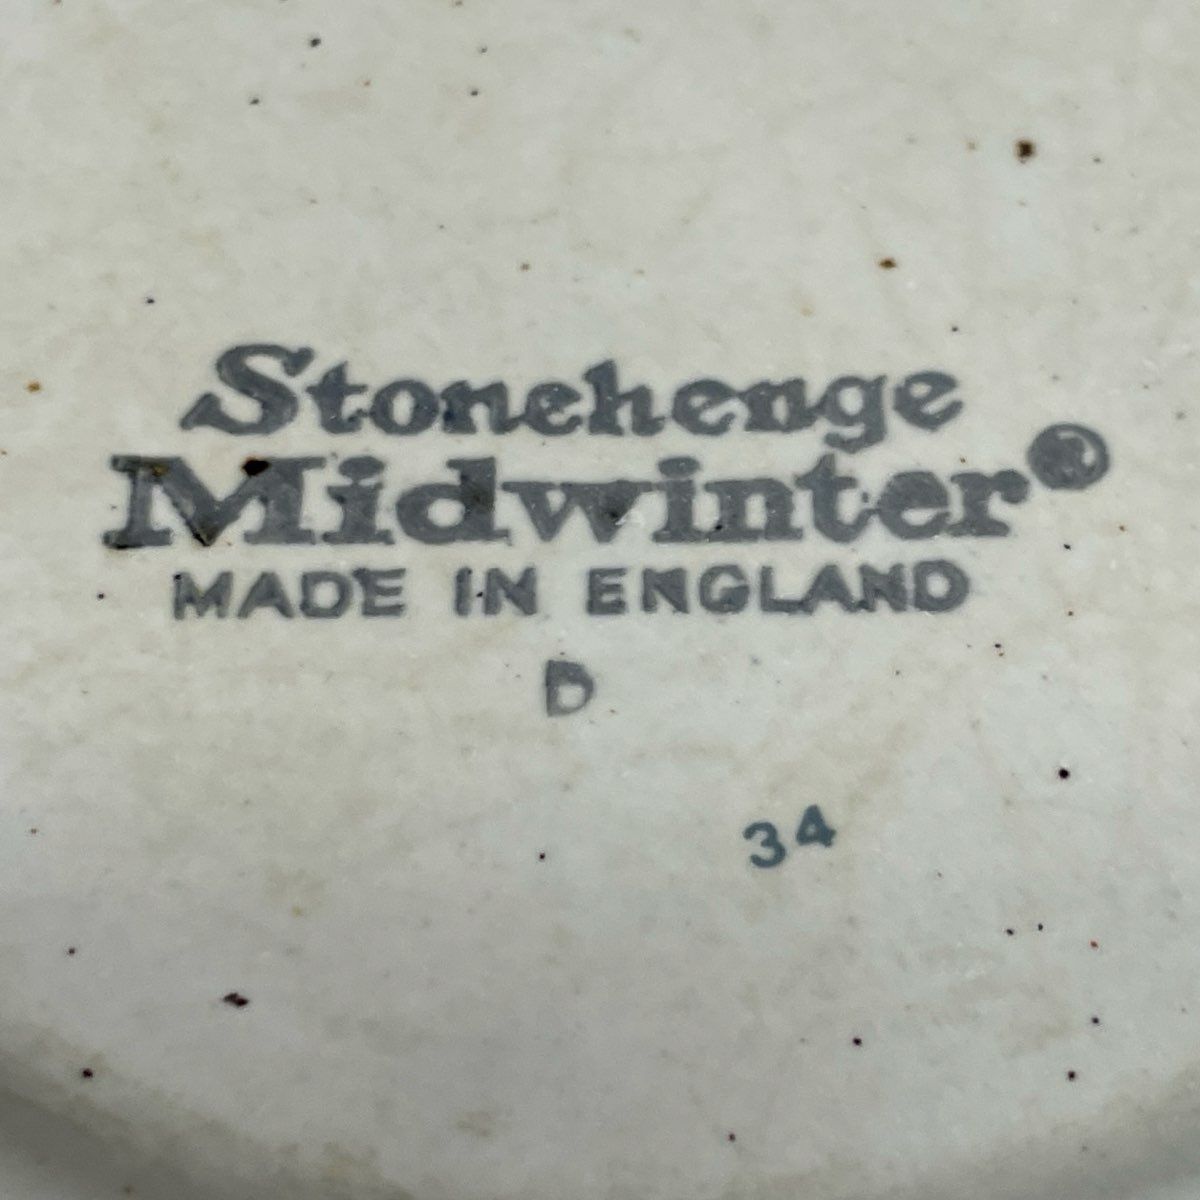 Stonehenge
Midwinter®
MADE IN ENGLAND
D
34